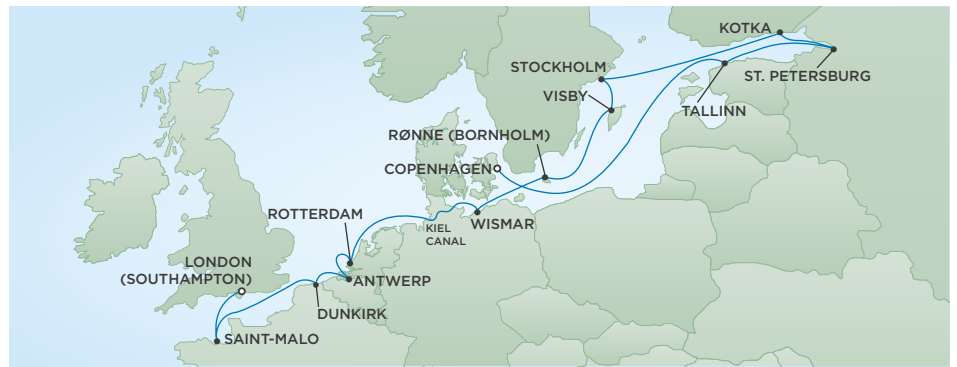 KOTKA
STOCKHOLM
ST. PETERSBURG
VISBY
TALLINN
RØNNE (BORNHOLM)
COPENHAGEN
ROTTERDAM
WISMAR
KIEL
CANAL
LONDON
(SOUTHAMPTON)
ANTWERP
DUNKIRK
SAINT-MALO